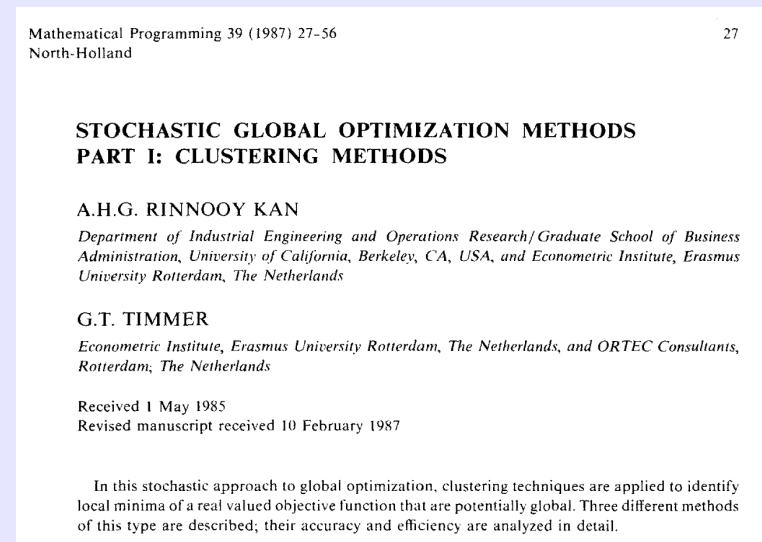 Mathematical Programming 39 (1987) 27-56 27
North-Holland
STOCHASTIC GLOBAL OPTIMIZATION METHODS
PART I: CLUSTERING METHODS
A.H.G. RINNOOY KAN
Department of Industrial Engineering and Operations Research/Graduate School of Business
Administration, University of California, Berkeley, CA, USA, and Econometric Institute, Erasmus
University Rotterdam, The Netherlands
G.T. TIMMER
Econometric Institute, Erasmus University Rotterdam, The Netherlands, and ORTEC Consultants,
Rotterdam, The Netherlands
Received 1 May 1985
Revised manuscript received 10 February 1987
In this stochastic approach to global optimization, clustering techniques are applied to identify
local minima of a real valued objective function that are potentially global. Three different methods
of this type are described; their accuracy and efficiency are analyzed in detail.